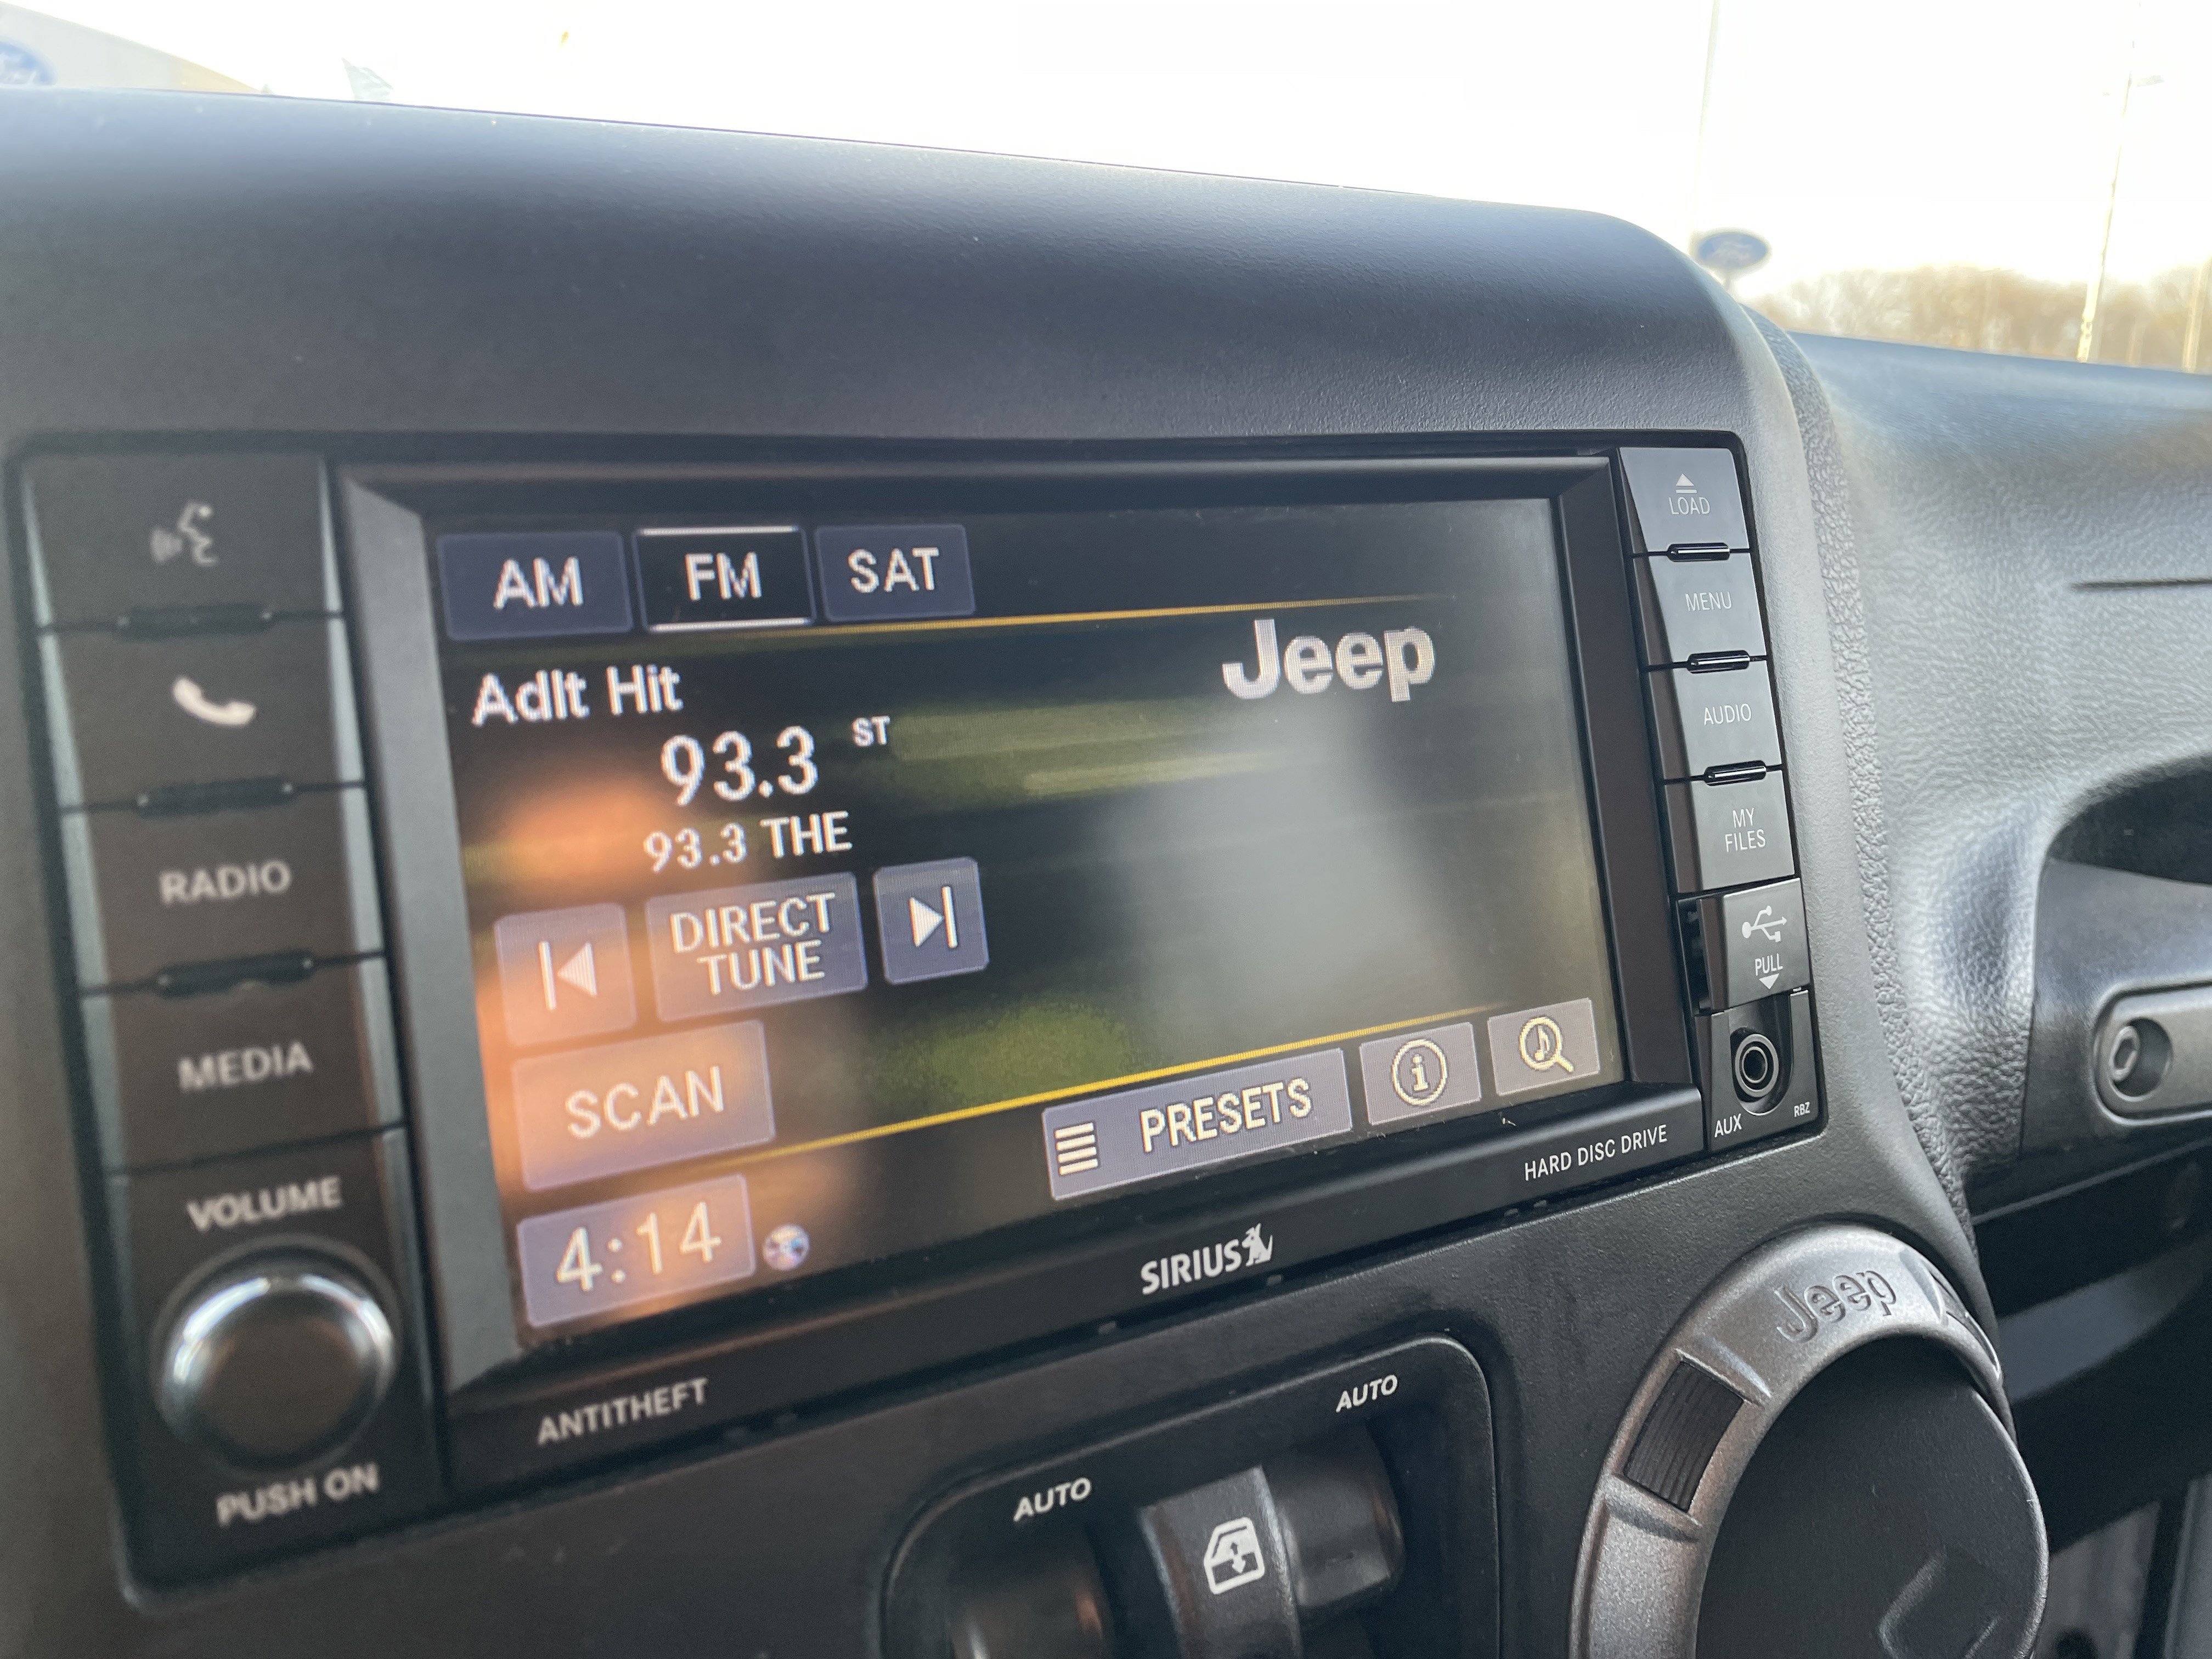 AM FM SAT
Adlt Hit
Jeep
93.3 ST
93.3 THE
DIRECT
TUNE
SCAN
PRESETS
4:14
RADIO
MEDIA
VOLUME
PUSH ON
LOAD
MENU
AUDIO
MY
FILES
PULL
AUX
RBZ
HARD DISC DRIVE
SIRIUS
ANTITHEFT
AUTO
AUTO
Jeep